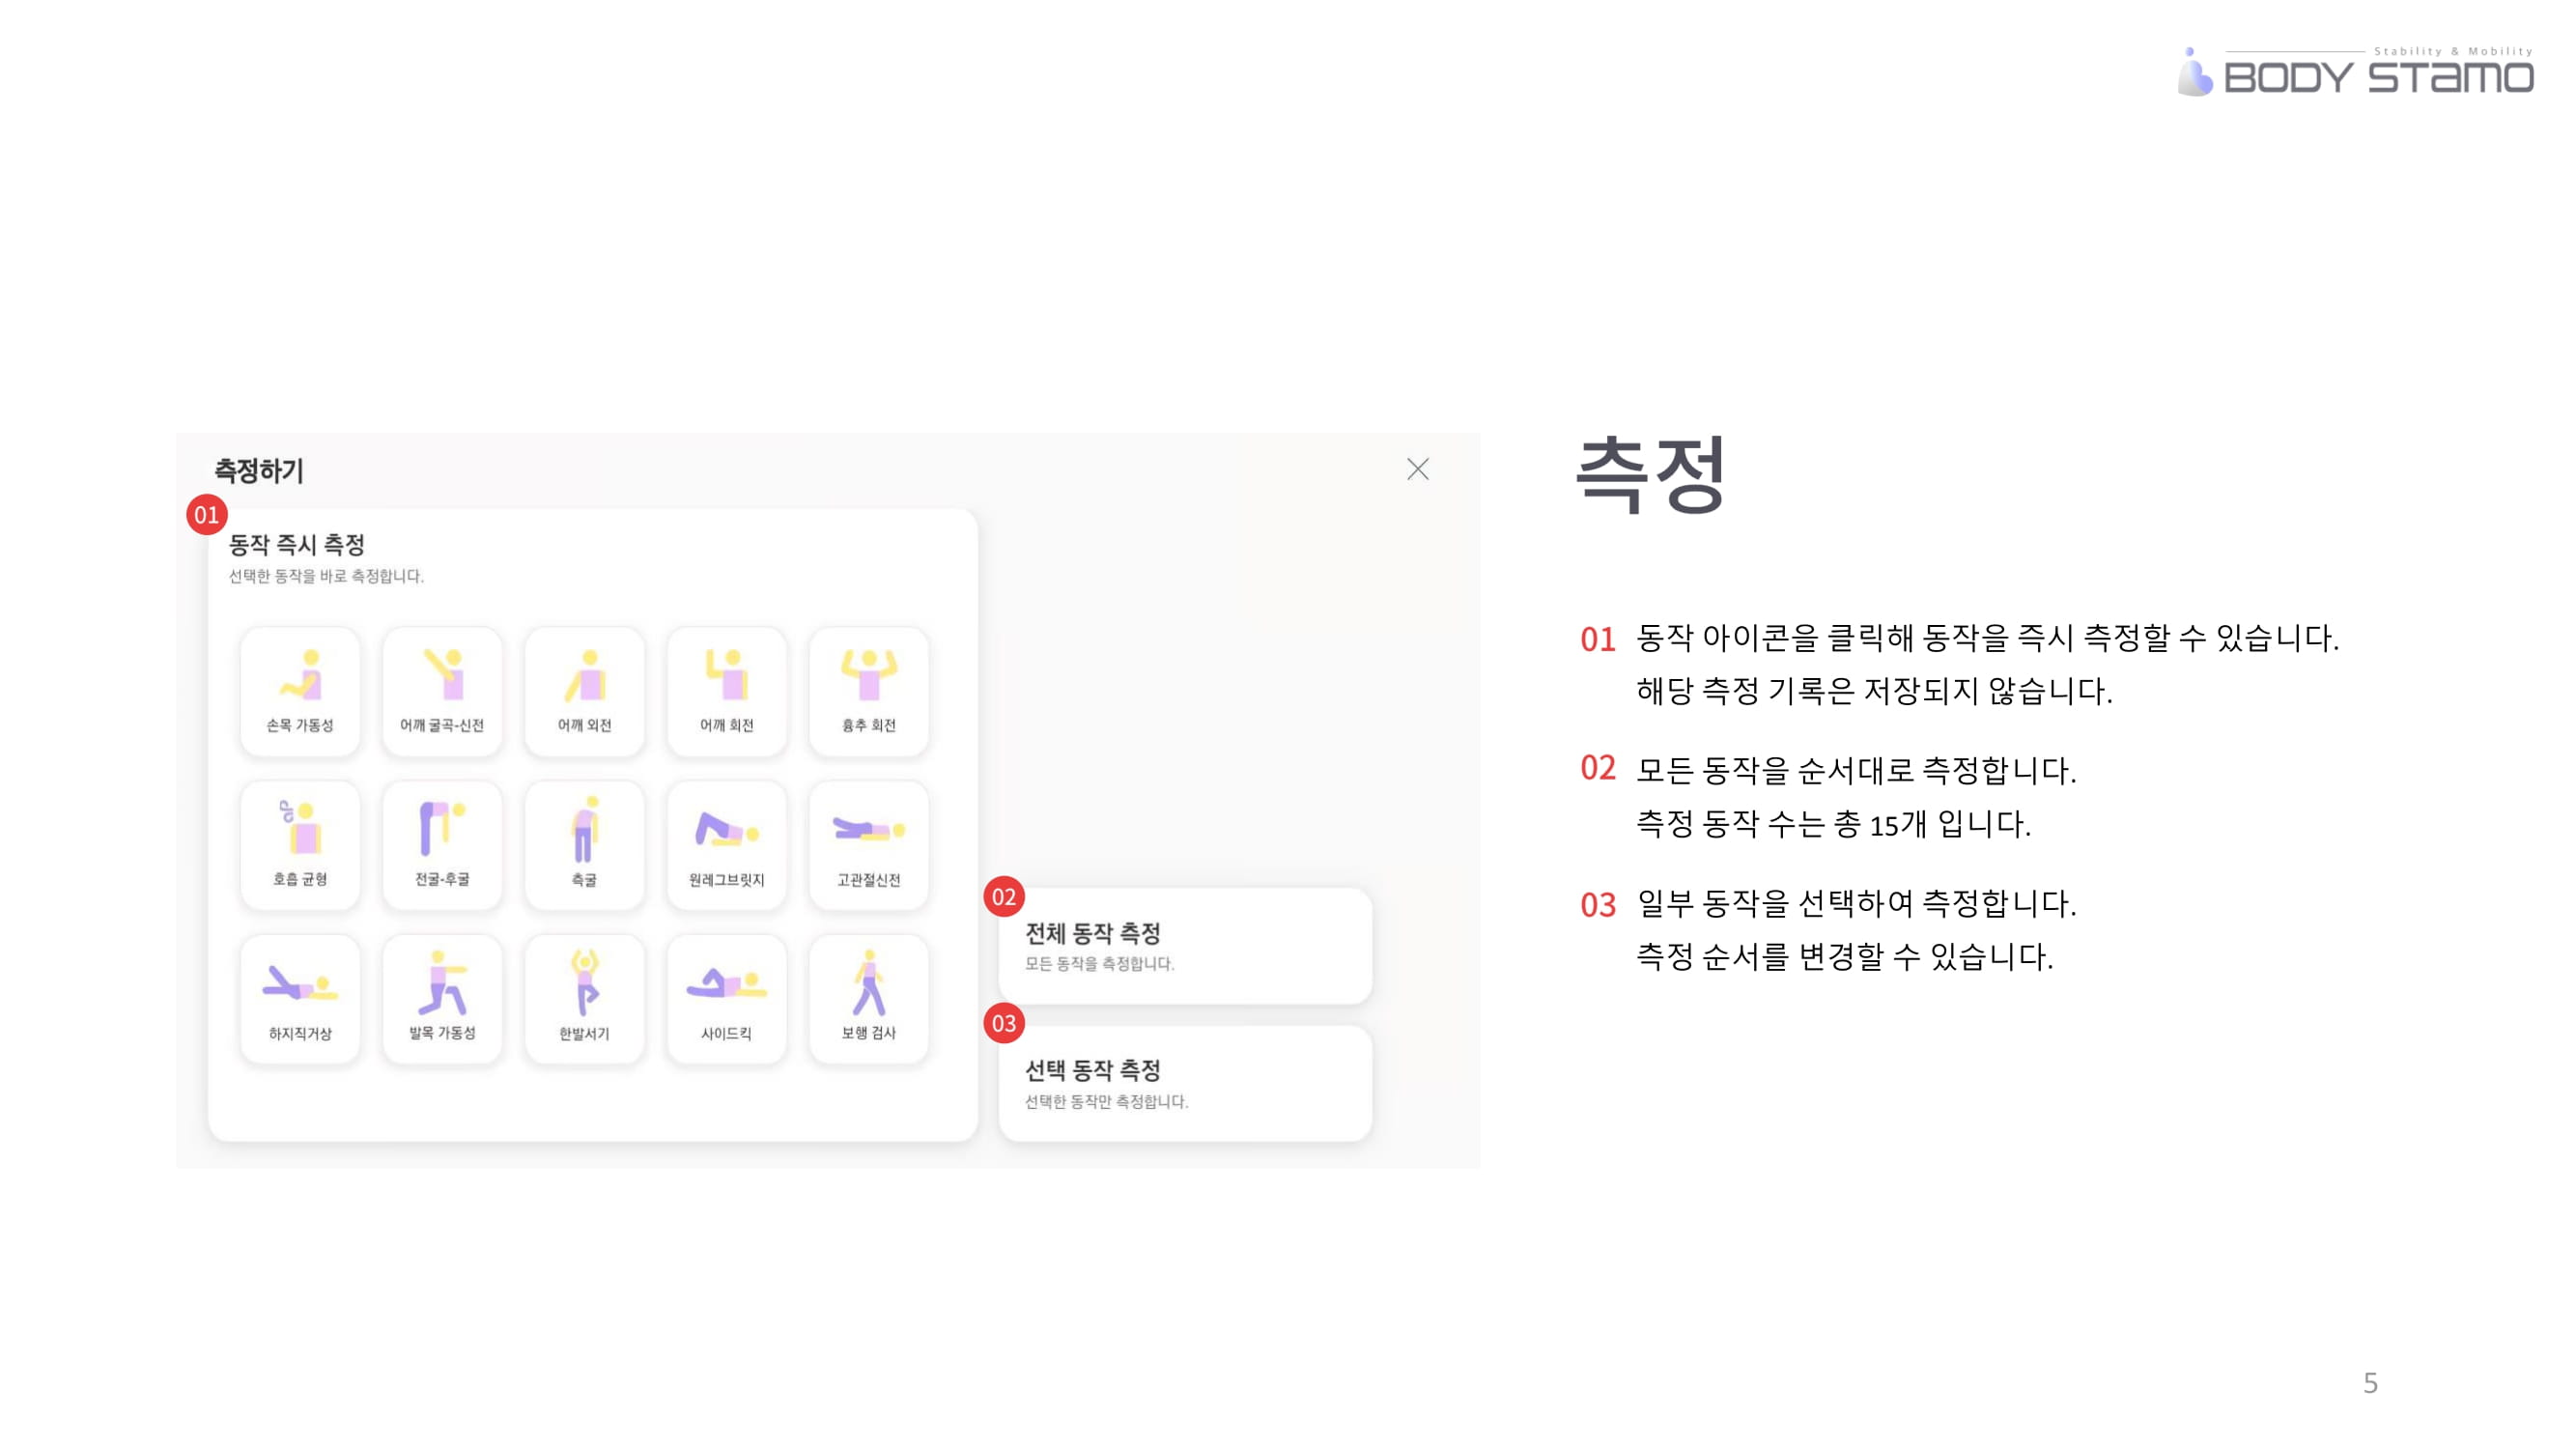 Stability & Mobility
BODY STamo
측정하기
01
동작 즉시 측정
선택한 동작을 바로 측정합니다.
손목 가동성
어깨 굴곡-신전
어깨 외전
어깨 회전
흉추 회전
호흡 균형
전굴-후굴
측굴
원레그브릿지
고관절신전
하지직거상
발목 가동성
한발서기
사이드킥
보행 검사
02
전체 동작 측정
모든 동작을 측정합니다.
03
선택 동작 측정
선택한 동작만 측정합니다.
측정
01 동작 아이콘을 클릭해 동작을 즉시 측정할 수 있습니다.
해당 측정 기록은 저장되지 않습니다.
02 모든 동작을 순서대로 측정합니다.
측정 동작 수는 총 15개 입니다.
03 일부 동작을 선택하여 측정합니다.
측정 순서를 변경할 수 있습니다.
5